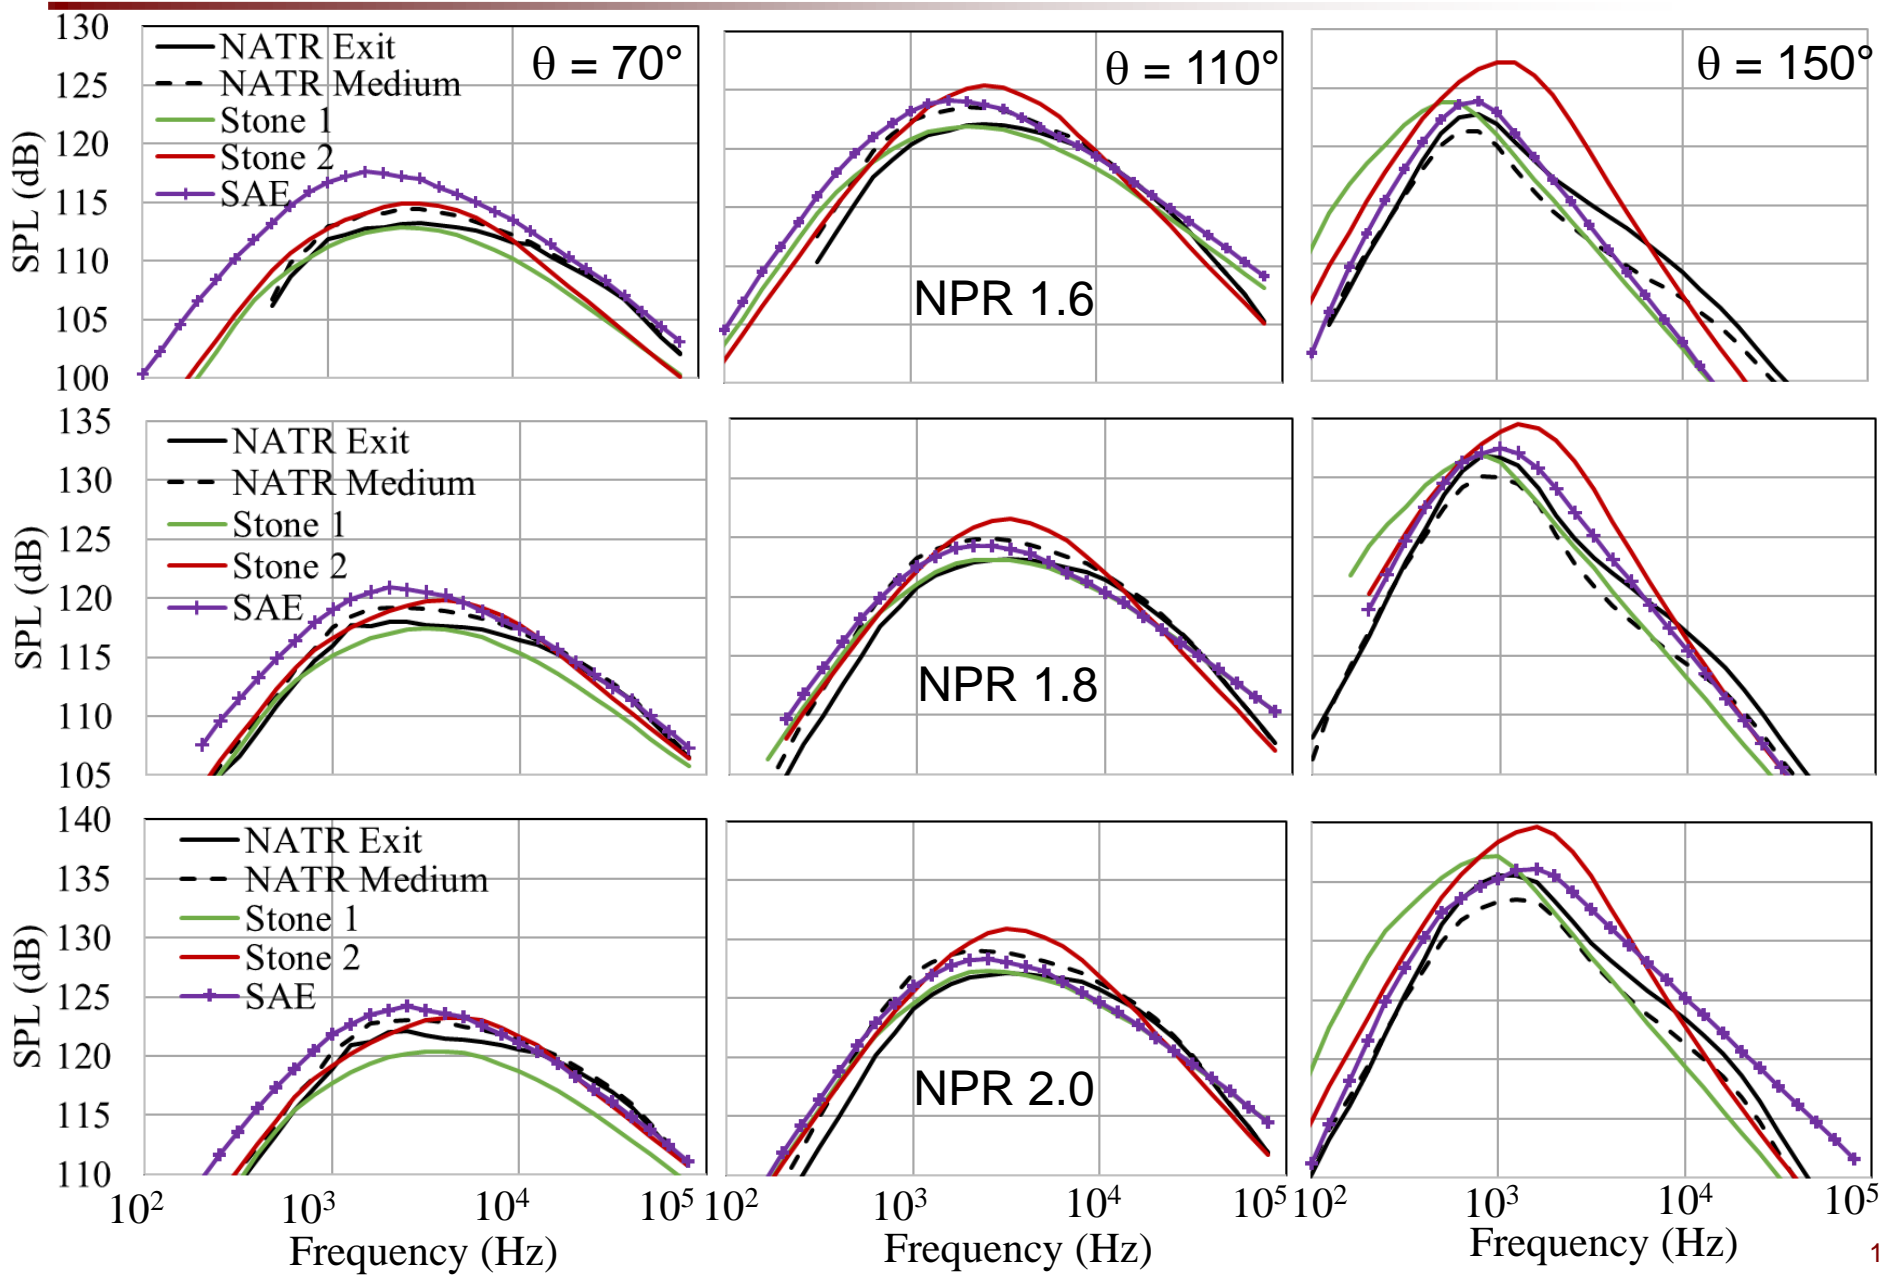 130
125
120
115
110
105
100
SPL (dB)
NATR Exit
NATR Medium
Stone 1
Stone 2
SAE
θ = 70°
θ = 110°
NPR 1.6
θ = 150°
135
130
125
120
115
110
105
SPL (dB)
NATR Exit
NATR Medium
Stone 1
Stone 2
SAE
NPR 1.8
140
135
130
125
120
115
110
SPL (dB)
NATR Exit
NATR Medium
Stone 1
Stone 2
SAE
NPR 2.0
10² 10³ 10⁴ 10⁵ 10² 10³ 10⁴ 10⁵ 10² 10³ 10⁴ 10⁵
Frequency (Hz) Frequency (Hz) Frequency (Hz)
1